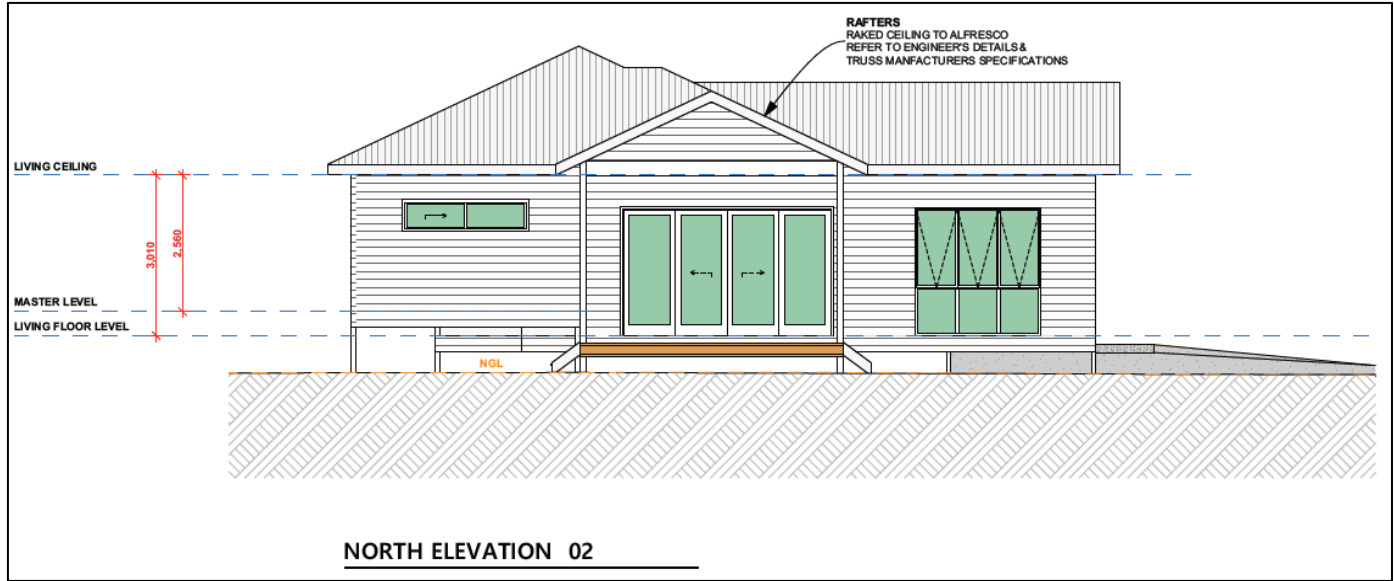 RAFTERS
RAKED CEILING TO ALFRESCO
REFER TO ENGINEER'S DETAILS &
TRUSS MANFACTURERS SPECIFICATIONS
LIVING CEILING
3,010
2,560
MASTER LEVEL
LIVING FLOOR LEVEL
NGL
NORTH ELEVATION 02